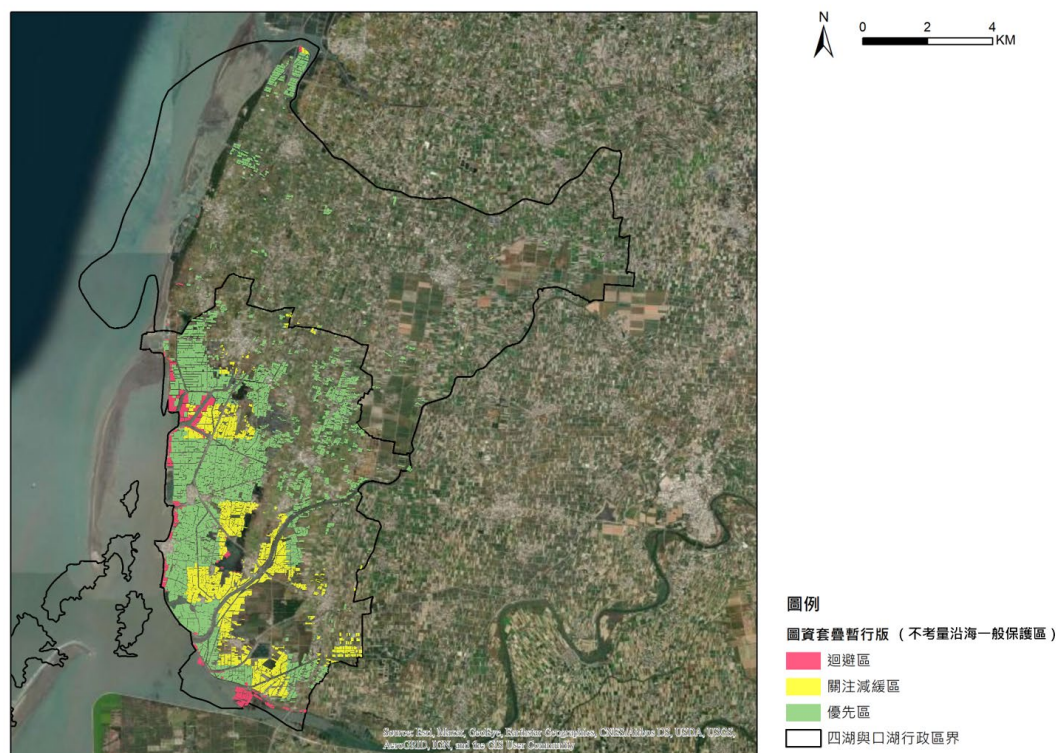 N
0 2 4
KM
圖例
圖資套疊暫行版 （不考量沿海一般保護區）
迴避區
關注減緩區
優先區
四湖與口湖行政區界
Source: Esri, Maxar, GeoEye, Earthstar Geographics, CNES/Airbus DS, USDA, USGS,
AeroGRID, IGN, and the GIS User Community